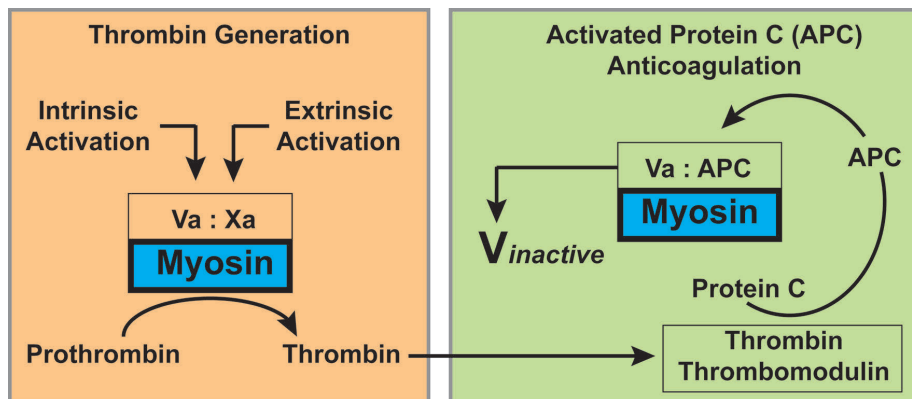 Thrombin Generation
Intrinsic
Activation
Extrinsic
Activation
Va : Xa
Myosin
Prothrombin
Thrombin
Activated Protein C (APC)
Anticoagulation
Va : APC
Myosin
APC
Vinactive
Protein C
Thrombin
Thrombomodulin